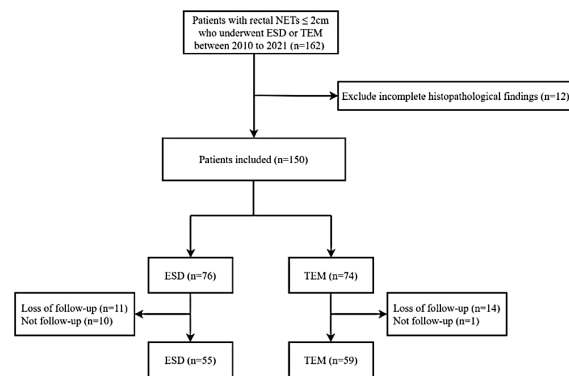 Patients with rectal NETs ≤ 2cm
who underwent ESD or TEM
between 2010 to 2021 (n=162)
Exclude incomplete histopathological findings (n=12)
Patients included (n=150)
ESD (n=76)
TEM (n=74)
Loss of follow-up (n=11)
Not follow-up (n=10)
Loss of follow-up (n=14)
Not follow-up (n=1)
ESD (n=55)
TEM (n=59)